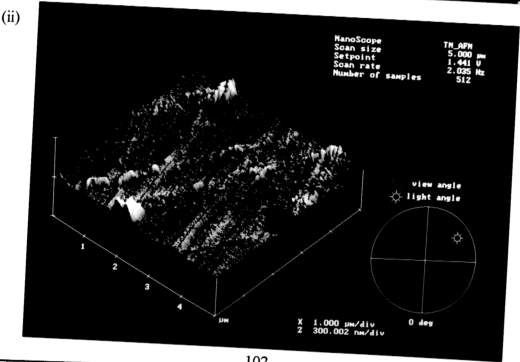 (ii)
NanoScope TM_AFM
Scan size 5.000 µm
Setpoint 1.441 V
Scan rate 2.035 Hz
Number of samples 512
view angle
light angle
1
2
3
4
µm
X 1.000 µm/div
Z 300.002 nm/div
0 deg
102